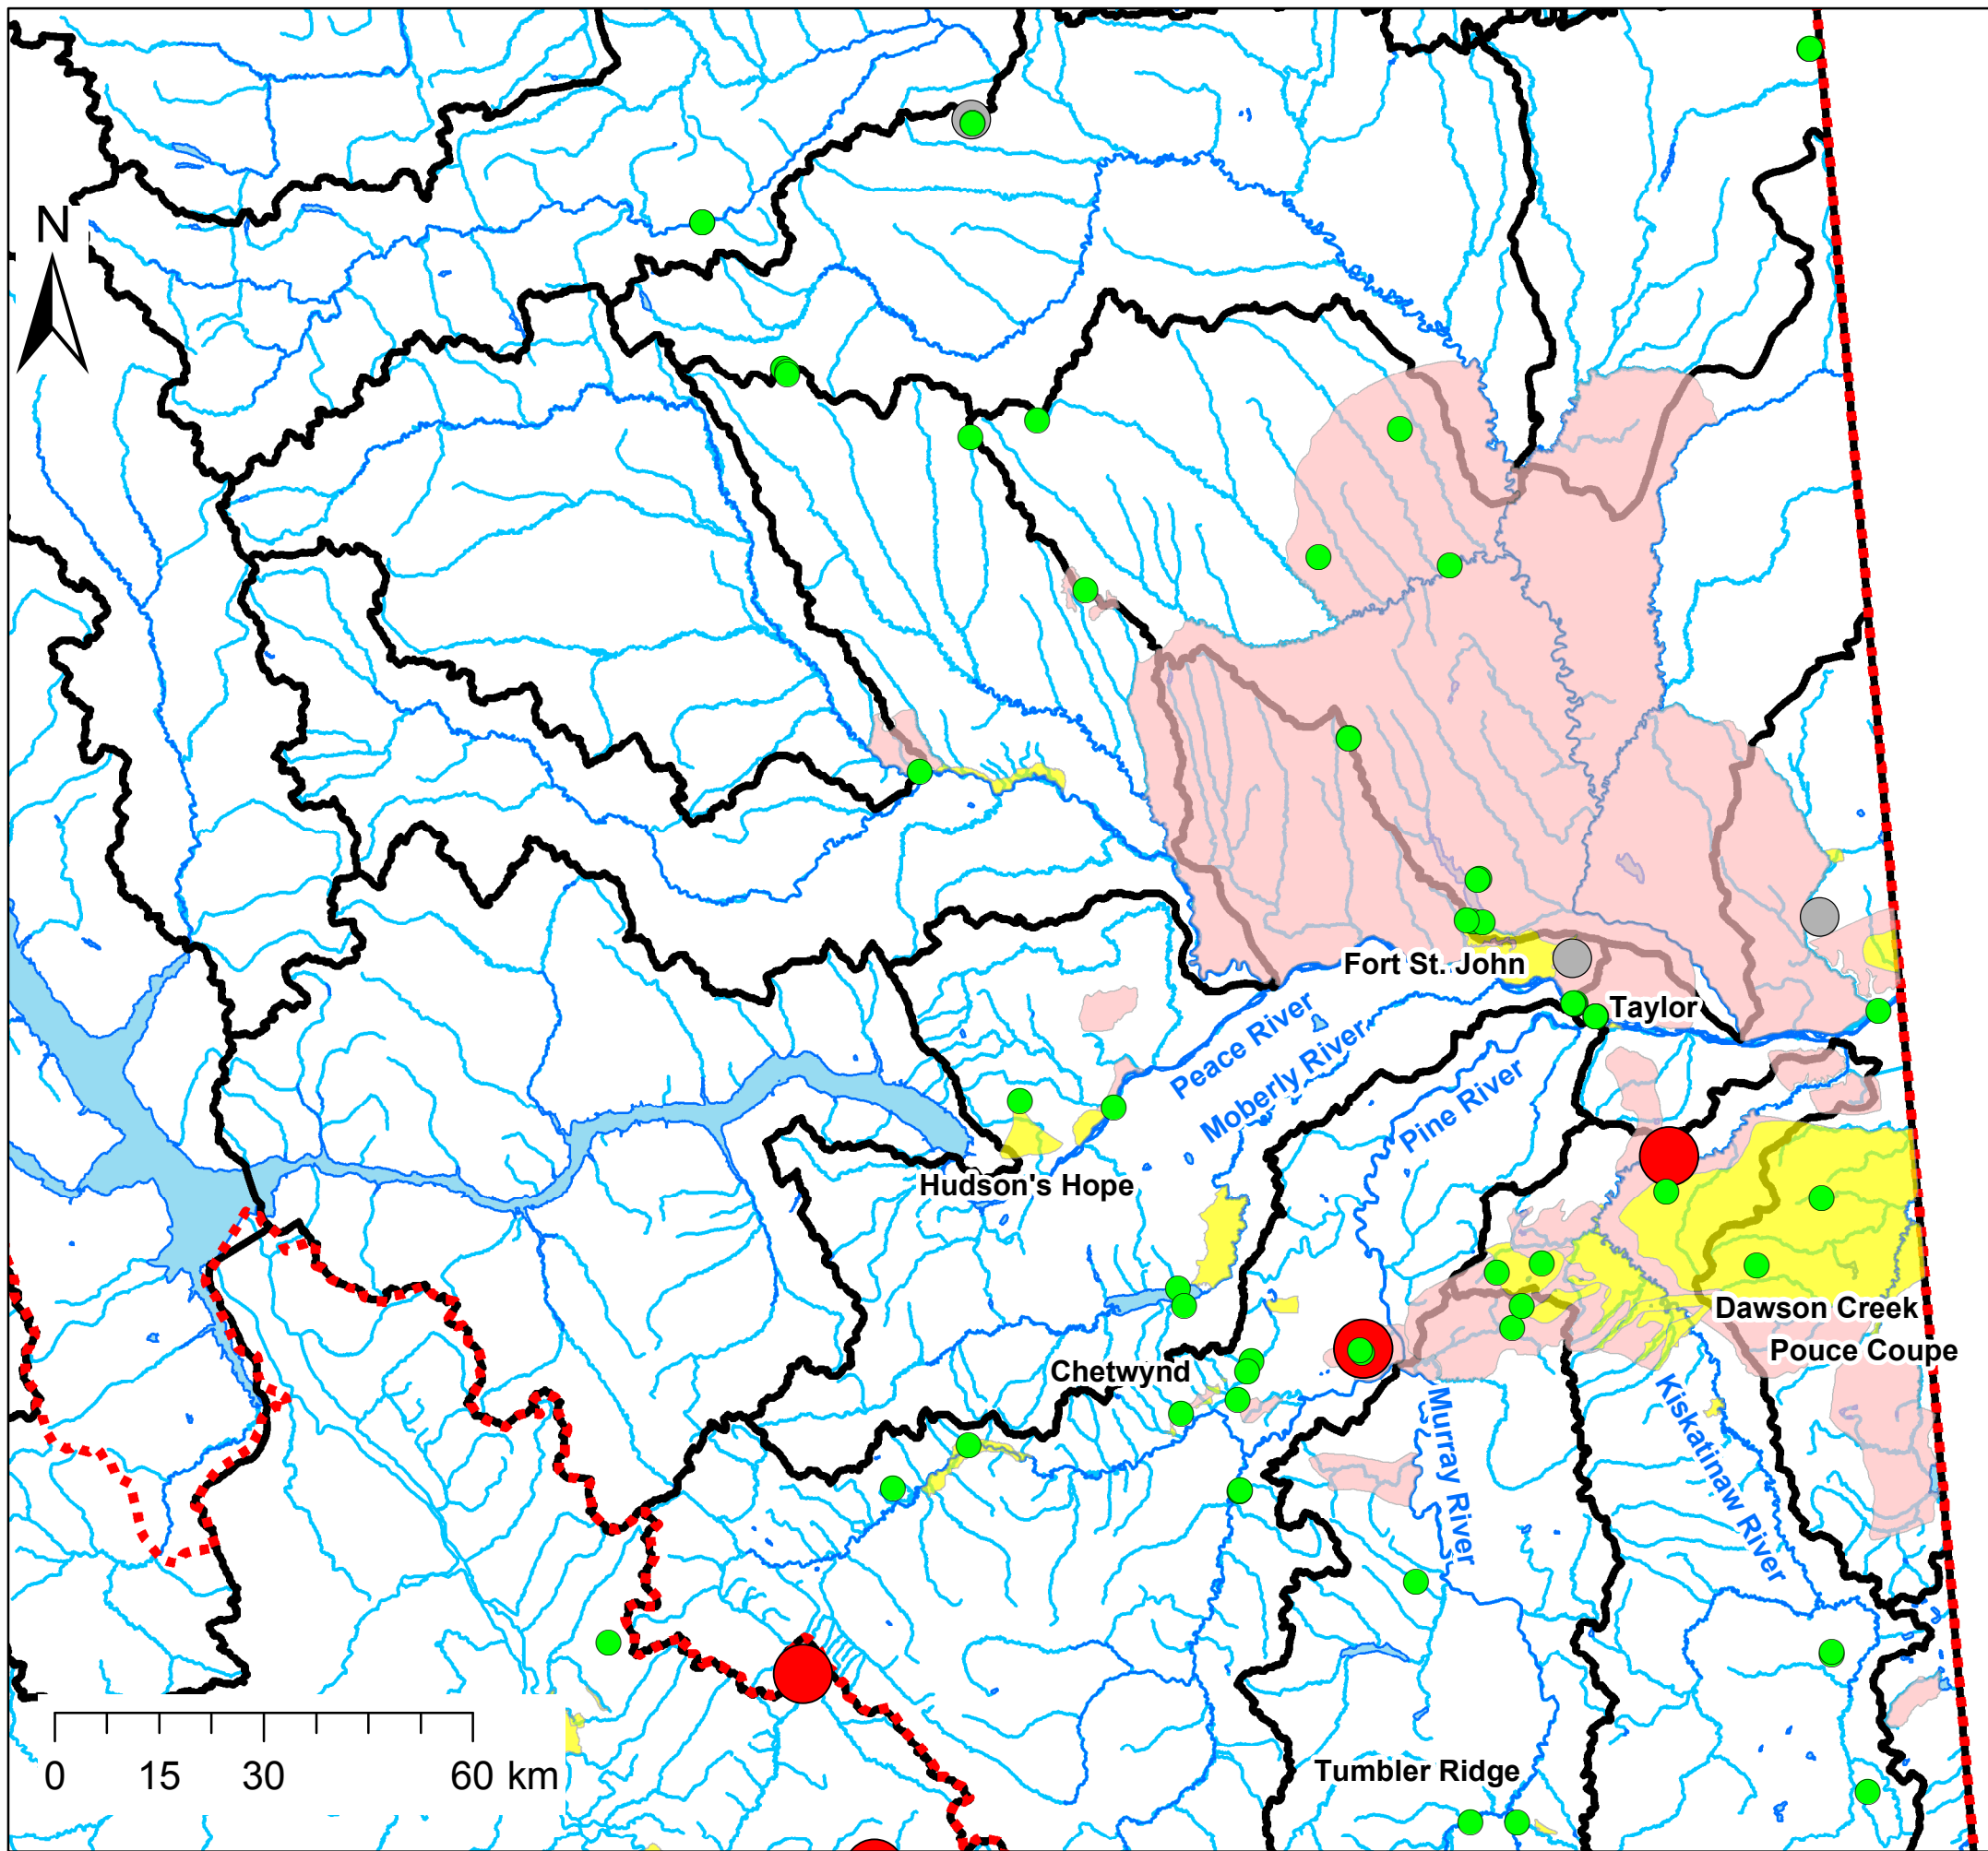 N
Fort St. John
Taylor
Peace River
Moberly River
Pine River
Hudson's Hope
Dawson Creek
Pouce Coupe
Chetwynd
Murray River
Kiskatinaw River
Tumbler Ridge
0 15 30 60 km